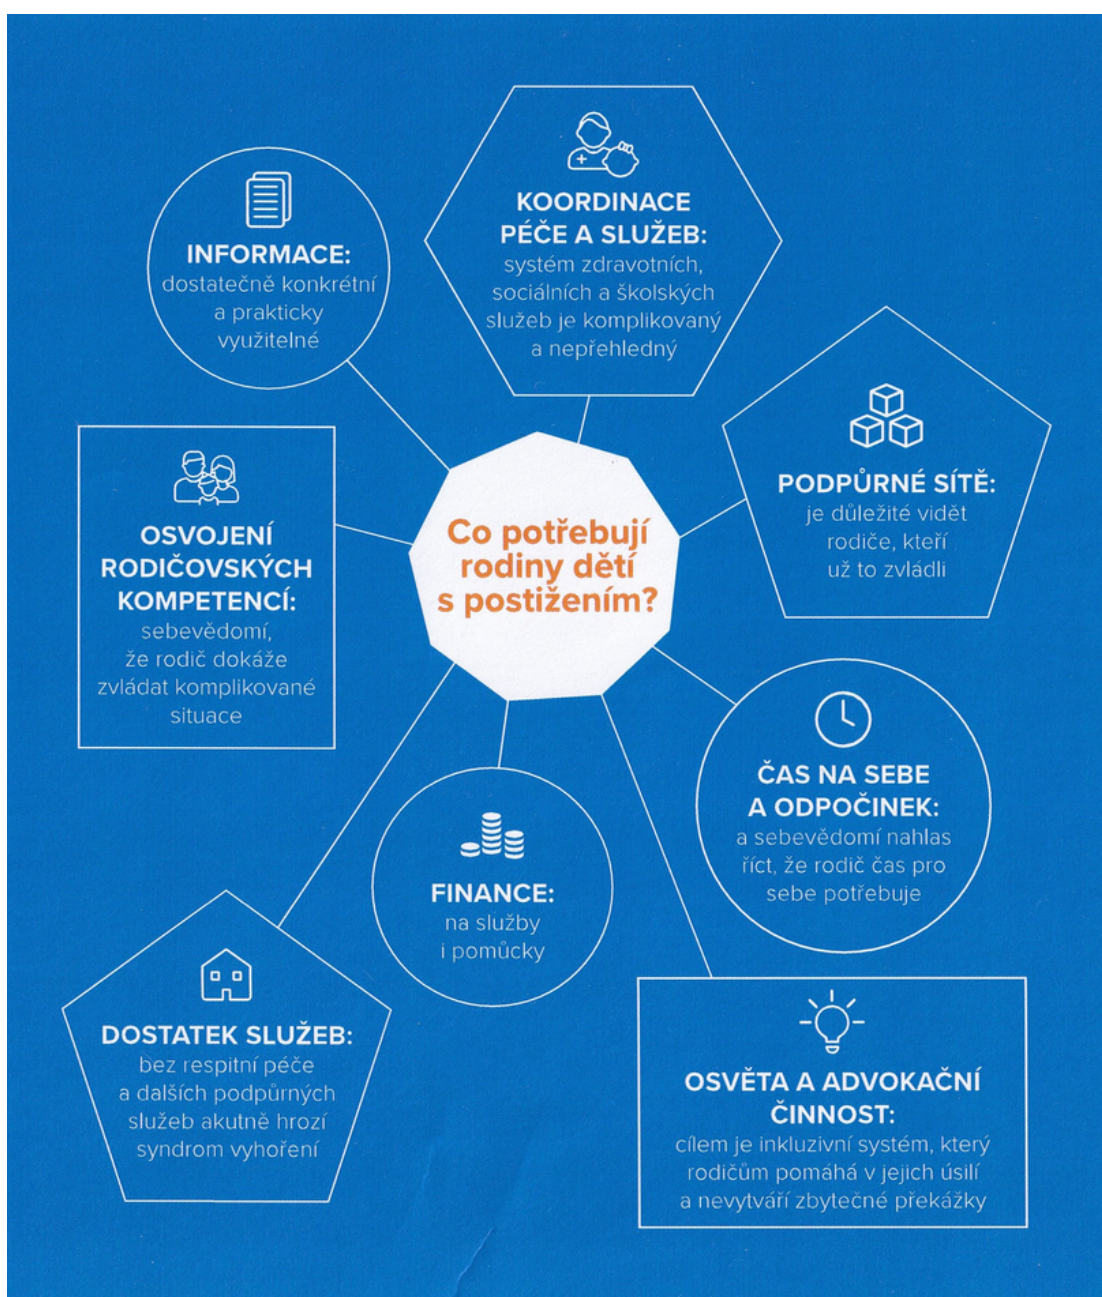 INFORMACE:
dostatečně konkrétní
a prakticky
využitelné
KOORDINACE
PÉČE A SLUŽEB:
systém zdravotních,
sociálních a školských
služeb je komplikovaný
a nepřehledný
PODPŮRNÉ SÍTĚ:
je důležité vidět
rodiče, kteří
už to zvládli
OSVOJENÍ
RODIČOVSKÝCH
KOMPETENCÍ:
sebevědomí,
že rodič dokáže
zvládat komplikované
situace
Co potřebují
rodiny dětí
s postižením?
ČAS NA SEBE
A ODPOČINEK:
a sebevědomí nahlas
říct, že rodič čas pro
sebe potřebuje
FINANCE:
na služby
i pomůcky
DOSTATEK SLUŽEB:
bez respitní péče
a dalších podpůrných
služeb akutně hrozí
syndrom vyhoření
OSVĚTA A ADVOKAČNÍ
ČINNOST:
cílem je inkluzivní systém, který
rodičům pomáhá v jejich úsilí
a nevytváří zbytečné překážky